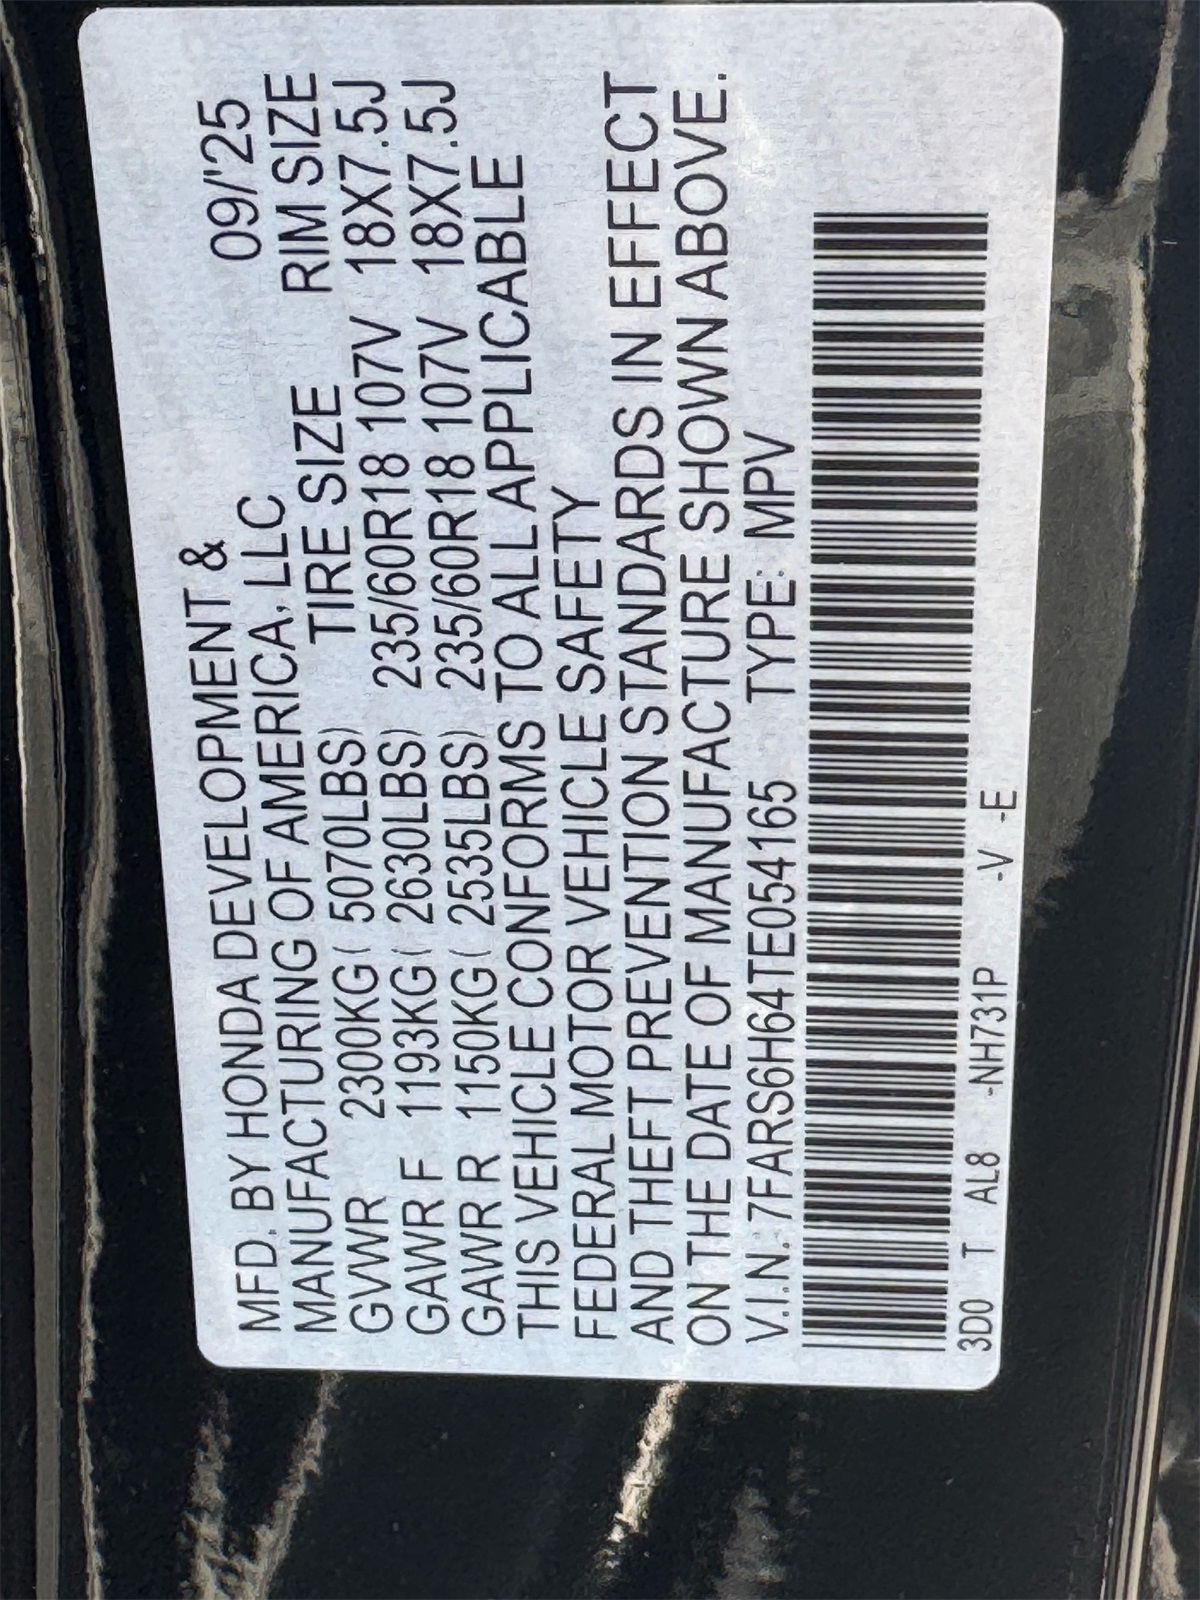 MFD. BY HONDA DEVELOPMENT & 09/'25
MANUFACTURING OF AMERICA, LLC
TIRE SIZE RIM SIZE
GVWR 2300KG( 5070LBS) 235/60R18 107V 18X7.5J
GAWR F 1193KG( 2630LBS) 235/60R18 107V 18X7.5J
GAWR R 1150KG( 2535LBS)
THIS VEHICLE CONFORMS TO ALL APPLICABLE
FEDERAL MOTOR VEHICLE SAFETY
AND THEFT PREVENTION STANDARDS IN EFFECT
ON THE DATE OF MANUFACTURE SHOWN ABOVE.
V.I.N.: 7FARS6H64TE054165 TYPE: MPV
3D0 T AL8 -NH731P -V -E